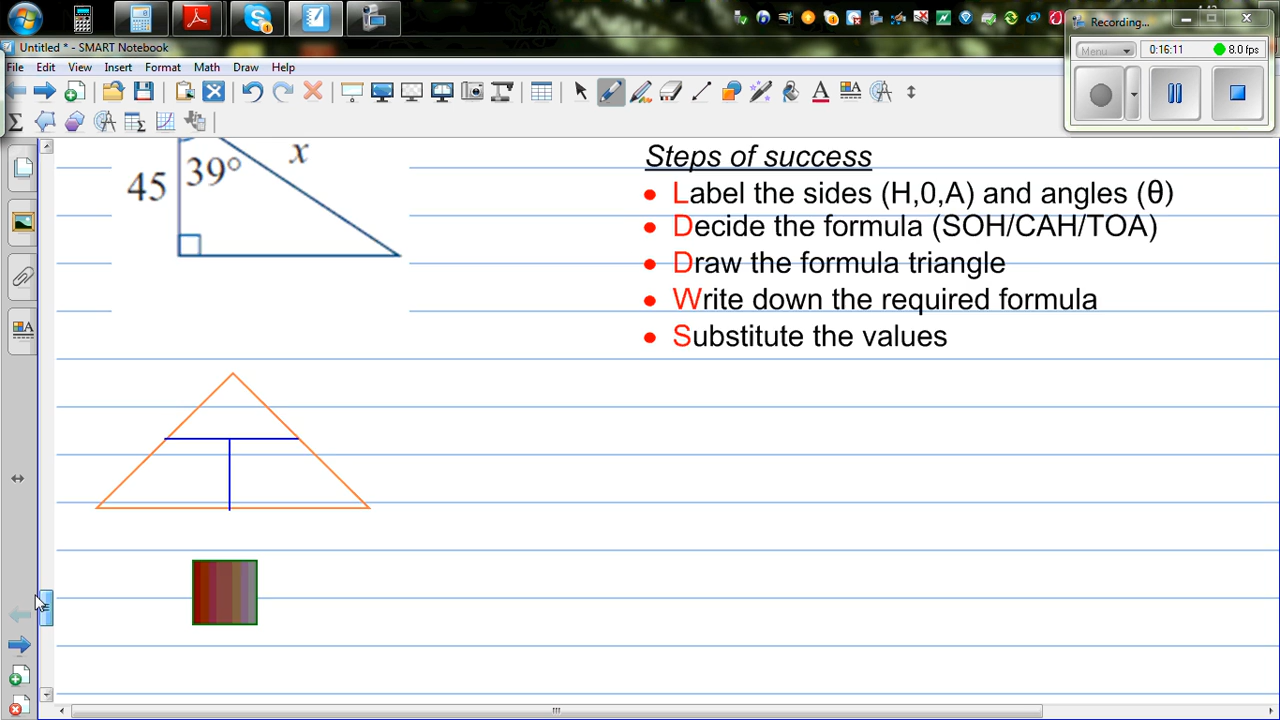 Recording...
Untitled * - SMART Notebook
Menu
0:16:11
8.0 fps
File Edit View Insert Format Math Draw Help
x
45
39°
Steps of success
• Label the sides (H,0,A) and angles (θ)
• Decide the formula (SOH/CAH/TOA)
• Draw the formula triangle
• Write down the required formula
• Substitute the values